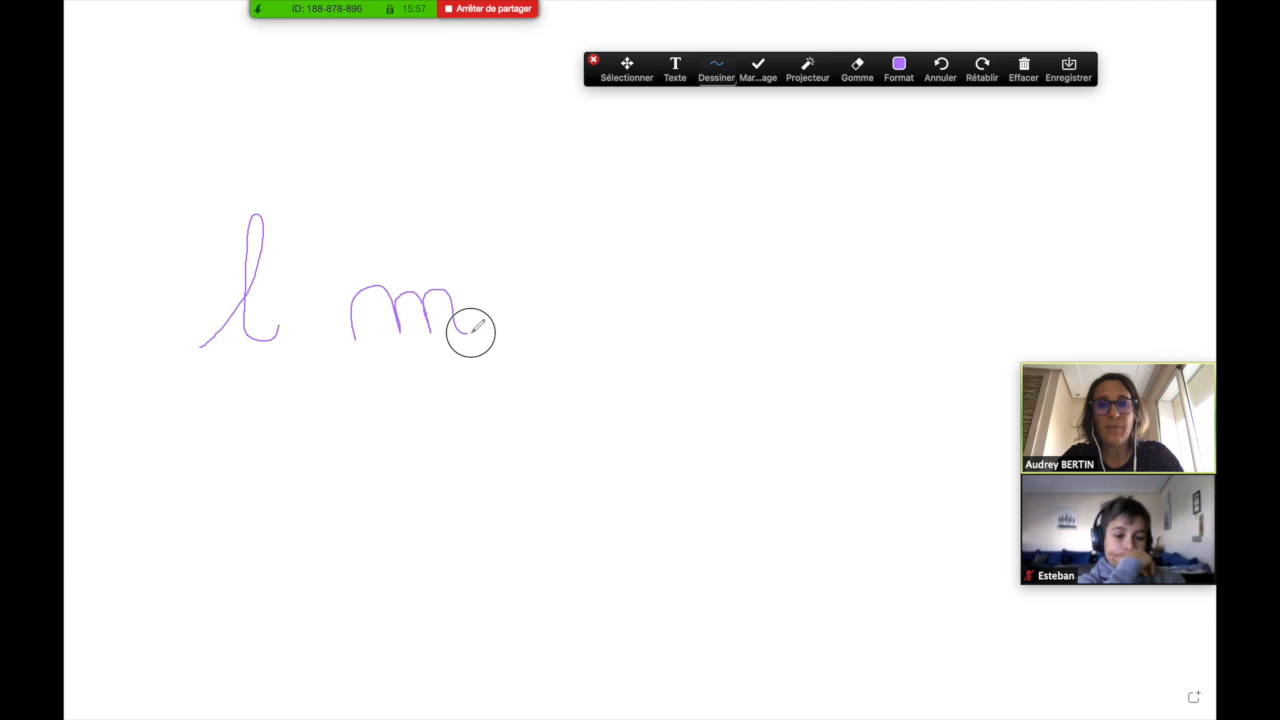 ID: 188-878-896 15:57 Arrêter de partager
Sélectionner Texte Dessiner Mar...age Projecteur Gomme Format Annuler Rétablir Effacer Enregistrer
l m
Audrey BERTIN
Esteban